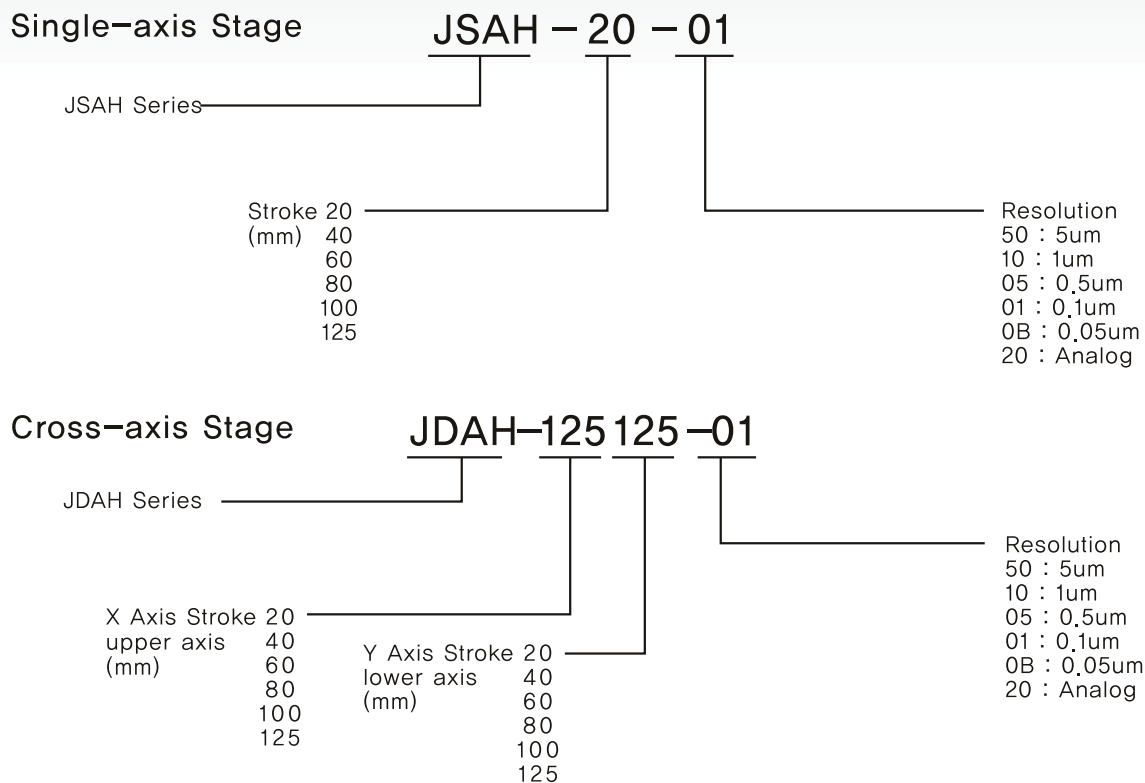 Single-axis Stage
JSAH - 20 - 01
JSAH Series
Stroke 20
(mm) 40
60
80
100
125
Resolution
50 : 5um
10 : 1um
05 : 0.5um
01 : 0.1um
0B : 0.05um
20 : Analog
Cross-axis Stage
JDAH-125125-01
JDAH Series
X Axis Stroke 20
upper axis 40
(mm) 60
80
100
125
Y Axis Stroke 20
lower axis 40
(mm) 60
80
100
125
Resolution
50 : 5um
10 : 1um
05 : 0.5um
01 : 0.1um
0B : 0.05um
20 : Analog